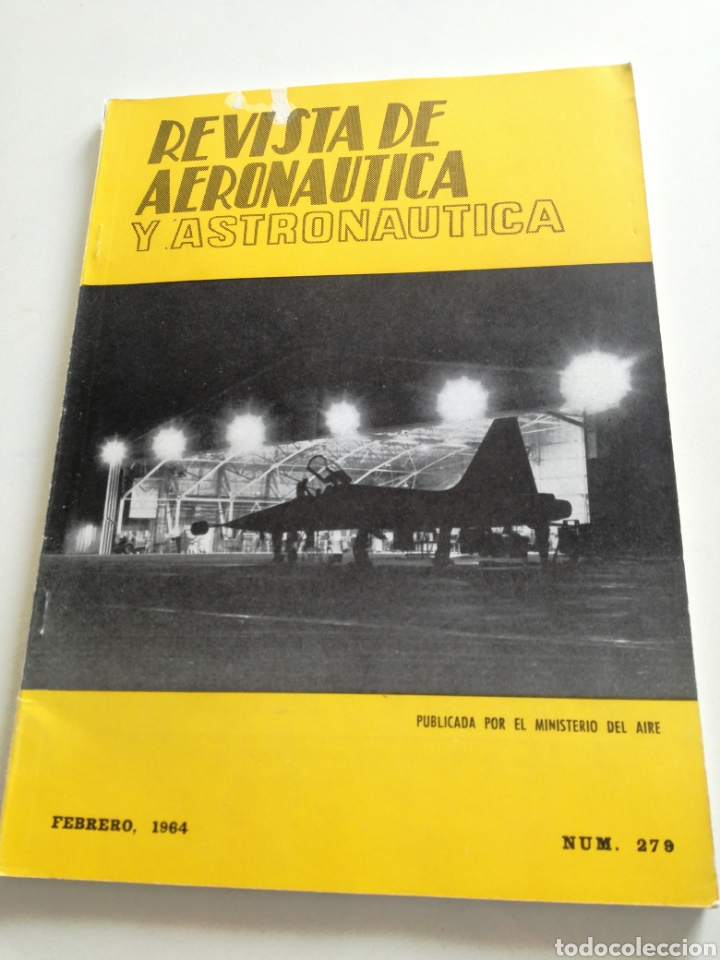 REVISTA DE
AERONAUTICA
Y ASTRONAUTICA
PUBLICADA POR EL MINISTERIO DEL AIRE
FEBRERO, 1964
NUM. 279
todocoleccion